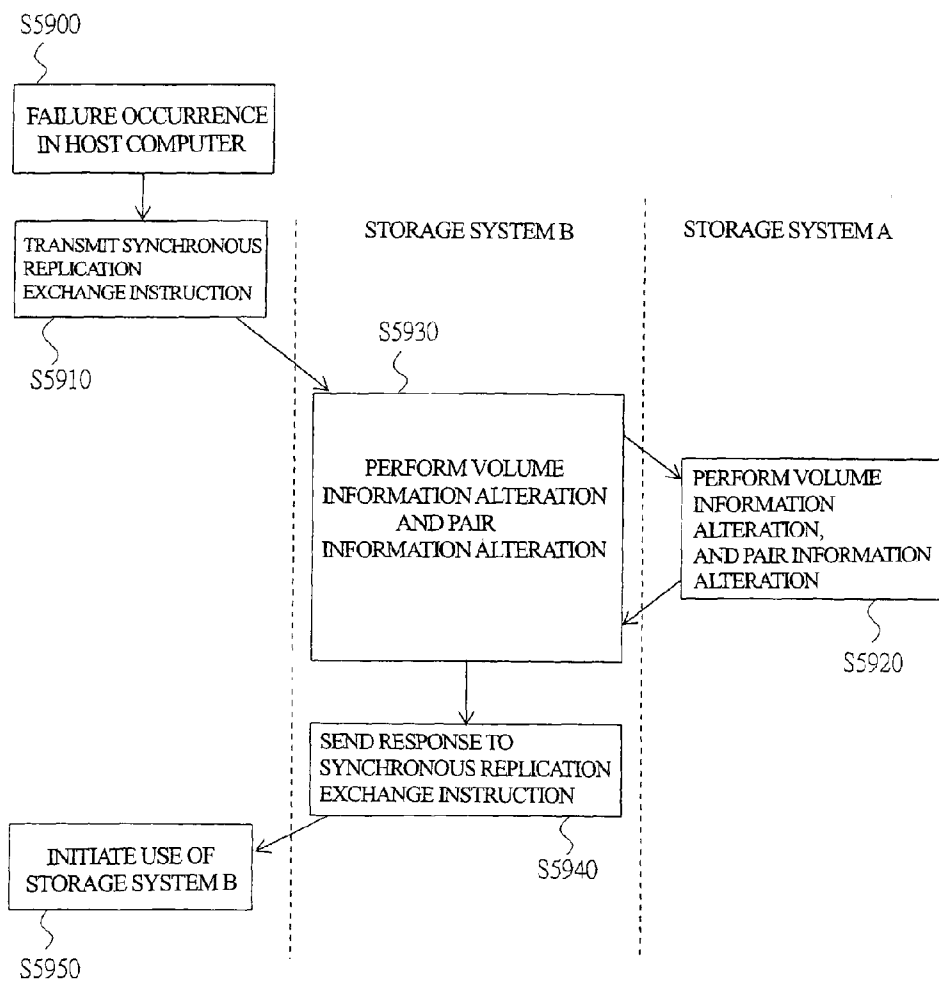 S5900
FAILURE OCCURRENCE
IN HOST COMPUTER
TRANSMIT SYNCHRONOUS
REPLICATION
EXCHANGE INSTRUCTION
S5910
STORAGE SYSTEM B
STORAGE SYSTEM A
S5930
PERFORM VOLUME
INFORMATION ALTERATION
AND PAIR
INFORMATION ALTERATION
PERFORM VOLUME
INFORMATION
ALTERATION,
AND PAIR INFORMATION
ALTERATION
S5920
SEND RESPONSE TO
SYNCHRONOUS REPLICATION
EXCHANGE INSTRUCTION
S5940
INITIATE USE OF
STORAGE SYSTEM B
S5950